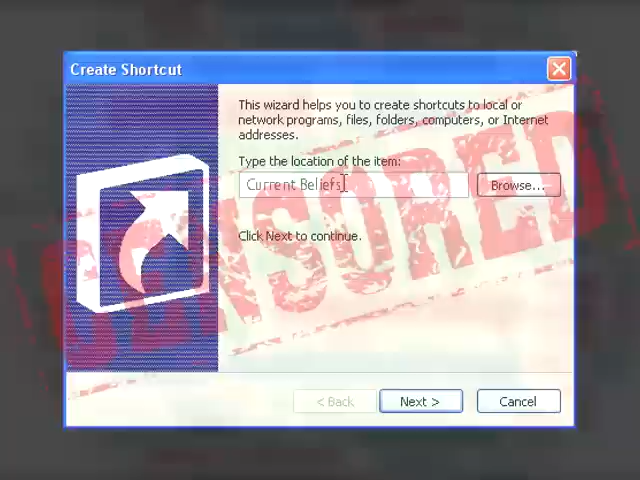 Create Shortcut
This wizard helps you to create shortcuts to local or
network programs, files, folders, computers, or Internet
addresses.
Type the location of the item:
Current Beliefs
Browse...
Click Next to continue.
CENSORED
< Back
Next >
Cancel